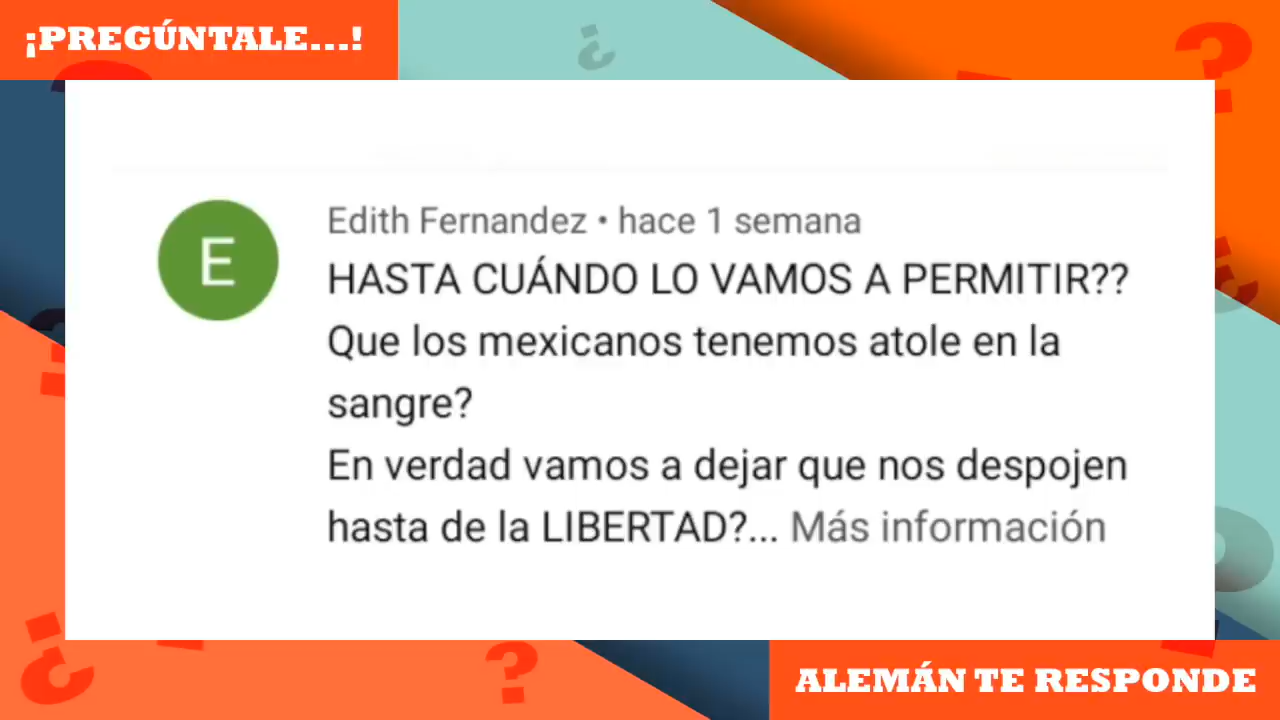 ¡PREGÚNTALE...!
Edith Fernandez • hace 1 semana
HASTA CUÁNDO LO VAMOS A PERMITIR??
Que los mexicanos tenemos atole en la
sangre?
En verdad vamos a dejar que nos despojen
hasta de la LIBERTAD?... Más información
ALEMÁN TE RESPONDE